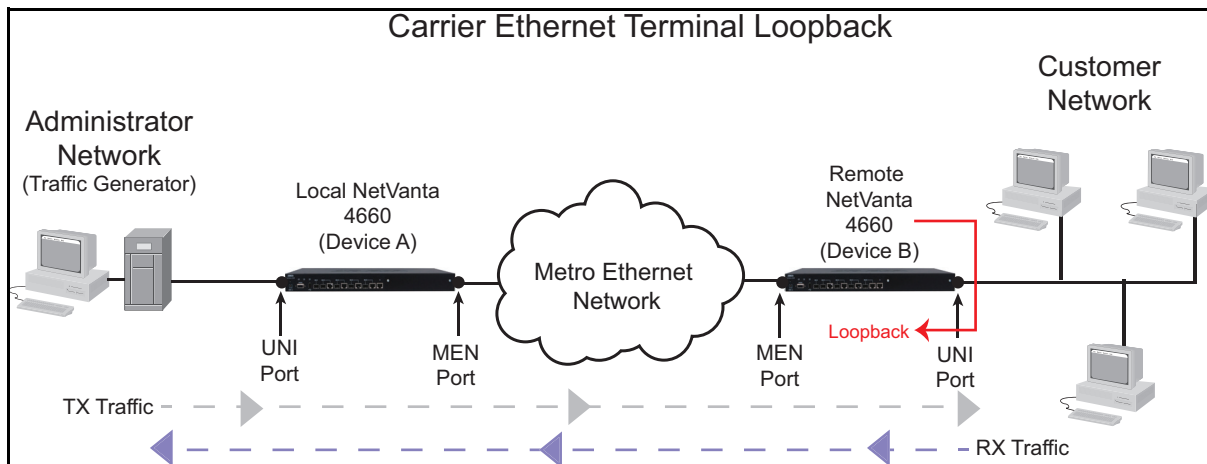 Carrier Ethernet Terminal Loopback
Administrator
Network
(Traffic Generator)
Local NetVanta
4660
(Device A)
Metro Ethernet
Network
Remote
NetVanta
4660
(Device B)
Customer
Network
Loopback
UNI
Port
MEN
Port
MEN
Port
UNI
Port
TX Traffic
RX Traffic